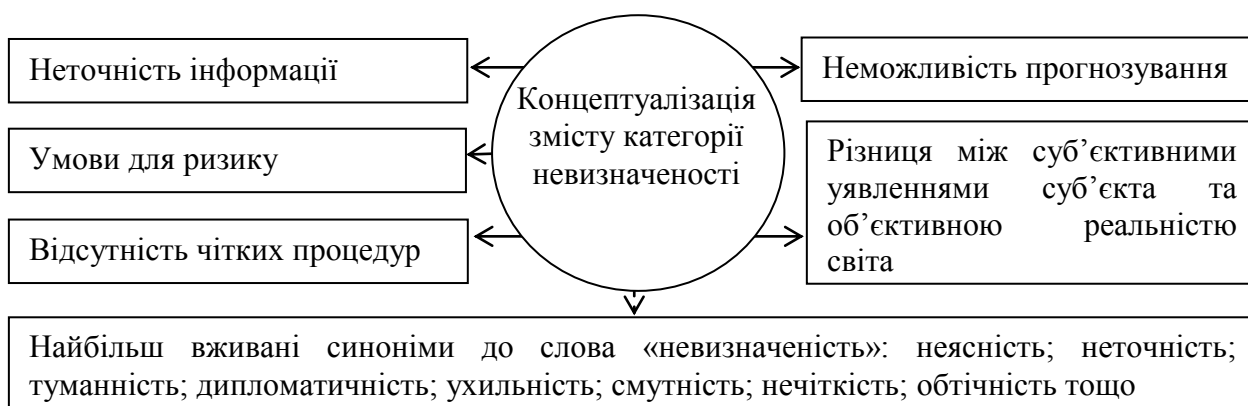 Неточність інформації
Умови для ризику
Відсутність чітких процедур
Концептуалізація
змісту категорії
невизначеності
Неможливість прогнозування
Різниця між суб’єктивними
уявленнями суб’єкта та
об’єктивною реальністю
світа
Найбільш вживані синоніми до слова «невизначеність»: неясність; неточність;
туманність; дипломатичність; ухильність; смутність; нечіткість; обтічність тощо